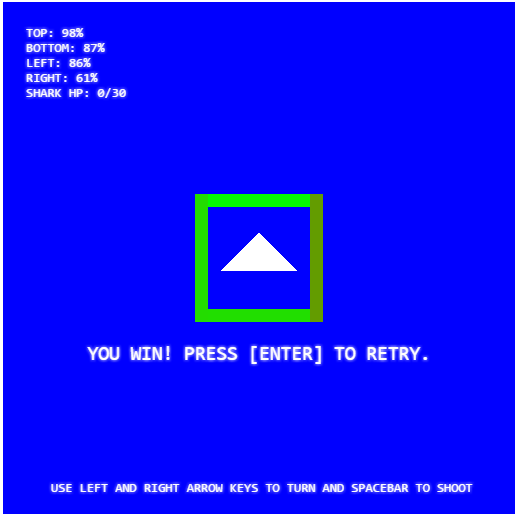 TOP: 98%
BOTTOM: 87%
LEFT: 86%
RIGHT: 61%
SHARK HP: 0/30
YOU WIN! PRESS [ENTER] TO RETRY.
USE LEFT AND RIGHT ARROW KEYS TO TURN AND SPACEBAR TO SHOOT